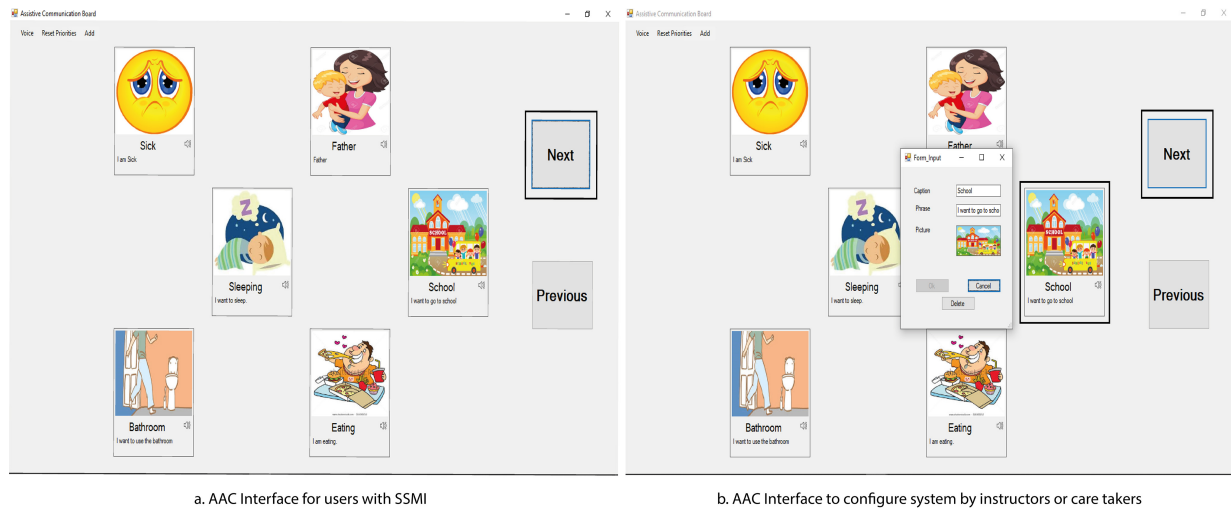 Assistive Communication Board
Voice Reset Priorities Add
Sick
I am Sick
Father
Father
Next
Sleeping
I want to sleep.
SCHOOL
School
I want to go to school
Previous
Bathroom
I want to use the bathroom
Eating
I am eating.
a. AAC Interface for users with SSMI
Assistive Communication Board
Voice Reset Priorities Add
Sick
I am Sick
Father
Next
Form_Input
Caption School
Phrase I want to go to scho
Picture
Ok Cancel
Delete
Sleeping
I want to sleep.
SCHOOL
School
I want to go to school
Previous
Bathroom
I want to use the bathroom
Eating
I am eating.
b. AAC Interface to configure system by instructors or care takers